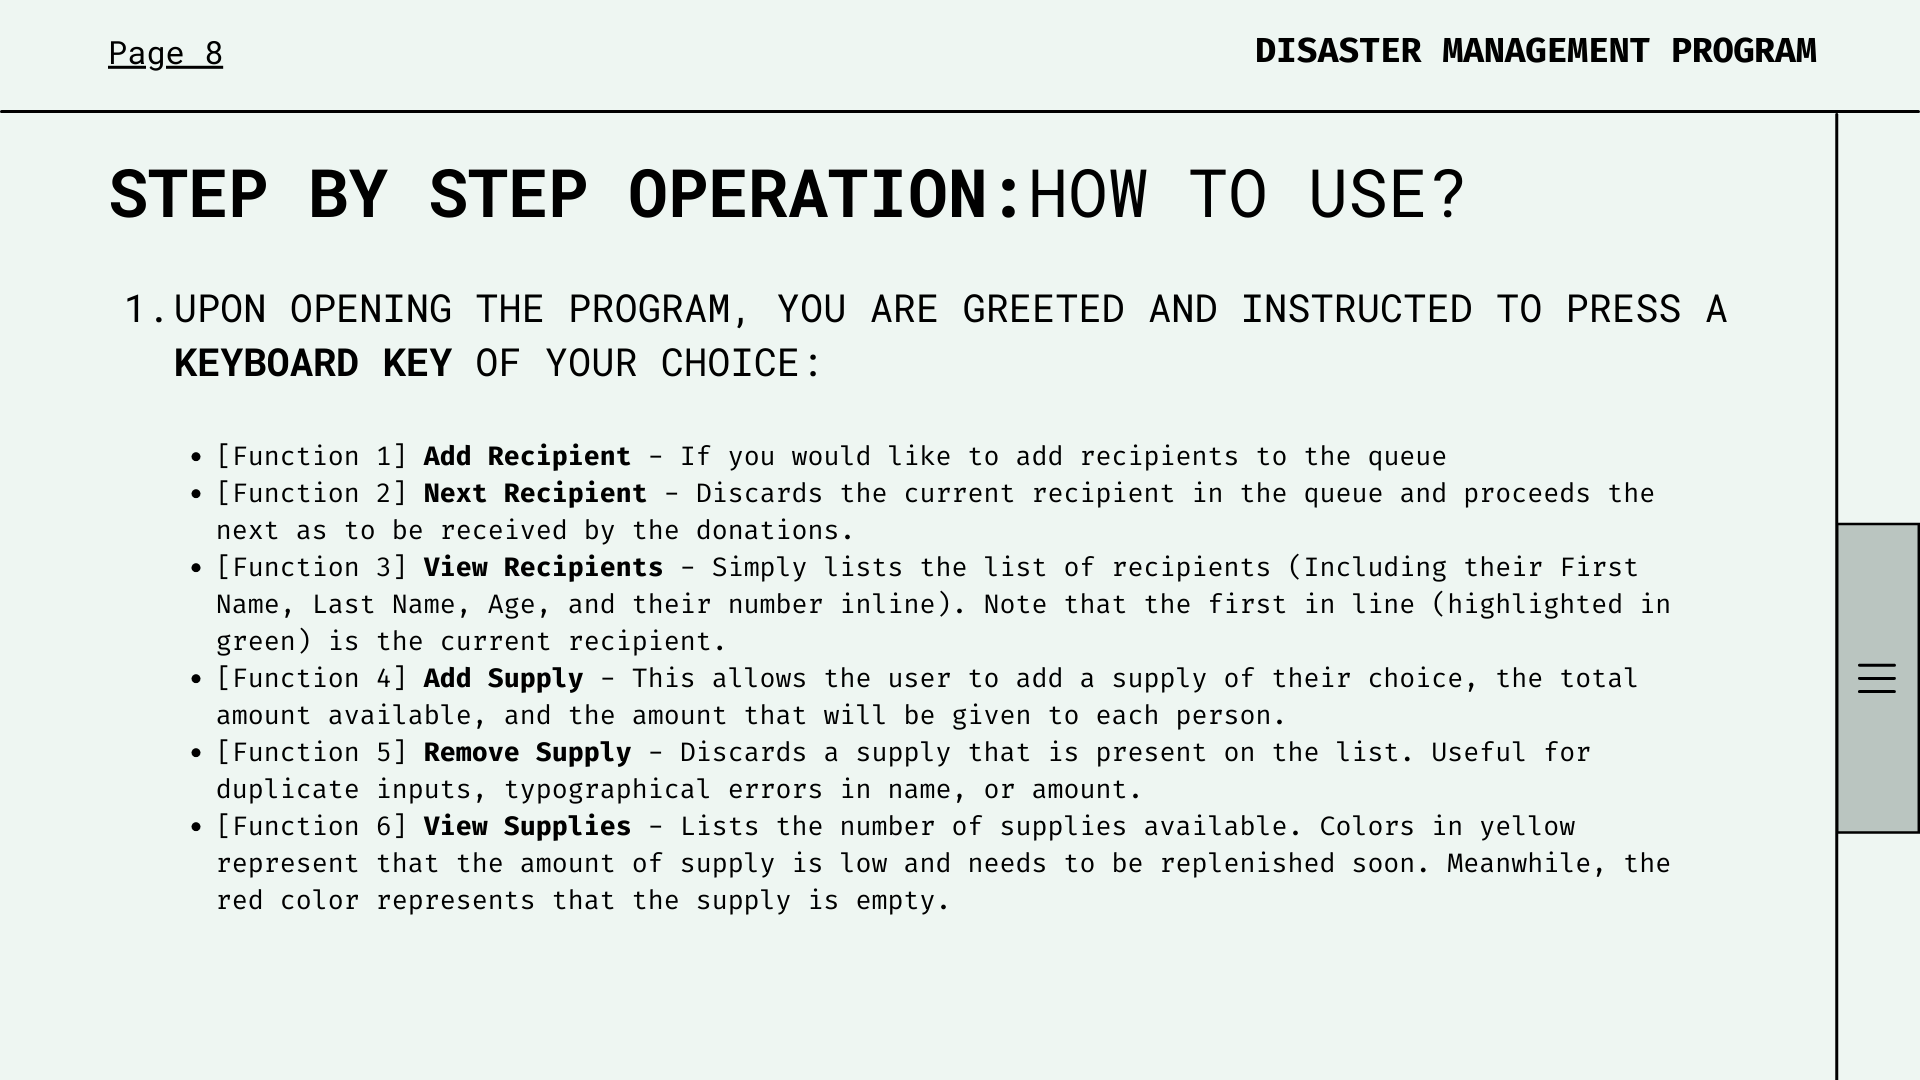 Page 8
DISASTER MANAGEMENT PROGRAM
STEP BY STEP OPERATION:HOW TO USE?
1.UPON OPENING THE PROGRAM, YOU ARE GREETED AND INSTRUCTED TO PRESS A
KEYBOARD KEY OF YOUR CHOICE:
• [Function 1] Add Recipient – If you would like to add recipients to the queue
• [Function 2] Next Recipient – Discards the current recipient in the queue and proceeds the
next as to be received by the donations.
• [Function 3] View Recipients – Simply lists the list of recipients (Including their First
Name, Last Name, Age, and their number inline). Note that the first in line (highlighted in
green) is the current recipient.
• [Function 4] Add Supply – This allows the user to add a supply of their choice, the total
amount available, and the amount that will be given to each person.
• [Function 5] Remove Supply – Discards a supply that is present on the list. Useful for
duplicate inputs, typographical errors in name, or amount.
• [Function 6] View Supplies – Lists the number of supplies available. Colors in yellow
represent that the amount of supply is low and needs to be replenished soon. Meanwhile, the
red color represents that the supply is empty.